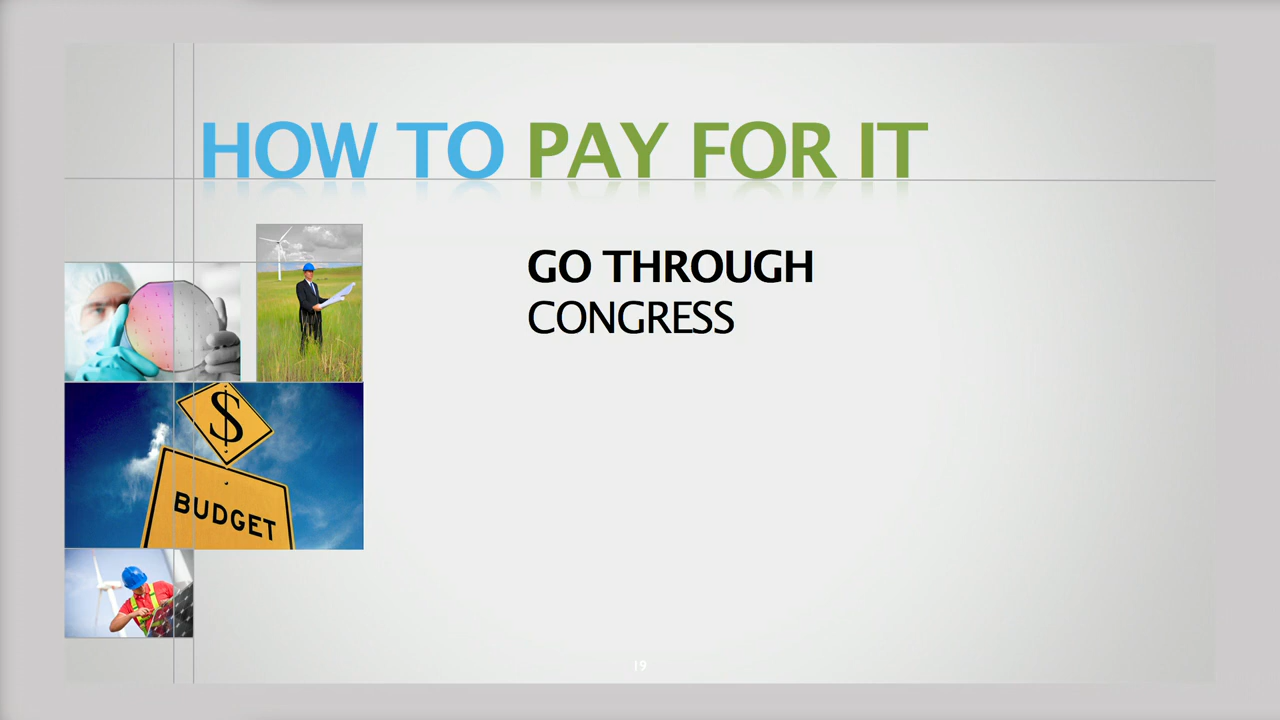 HOW TO PAY FOR IT
GO THROUGH
CONGRESS
$
BUDGET
19